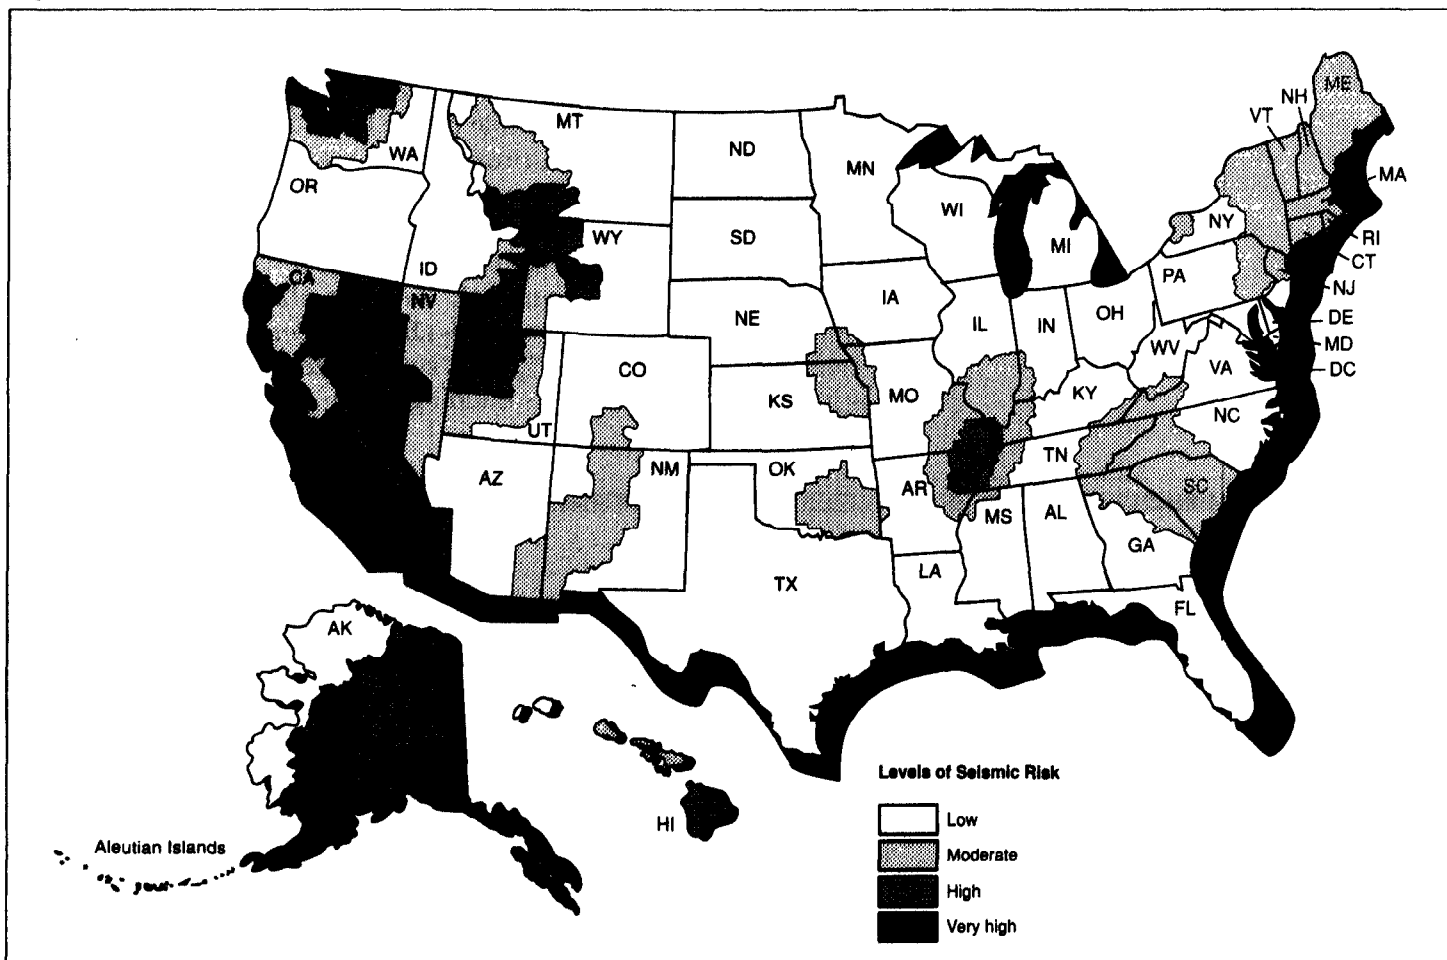 ME
NH
VT
MT
WA
ND
MN
OR
MA
WI
NY
WY
SD
MI
RI
CT
ID
CA
PA
NJ
NV
IA
OH
NE
IL
IN
DE
WV
MD
CO
VA
DC
KS
MO
KY
NC
UT
TN
AZ
NM
OK
AR
SC
MS
AL
GA
LA
TX
FL
AK
HI
Aleutian Islands
Levels of Seismic Risk
Low
Moderate
High
Very high